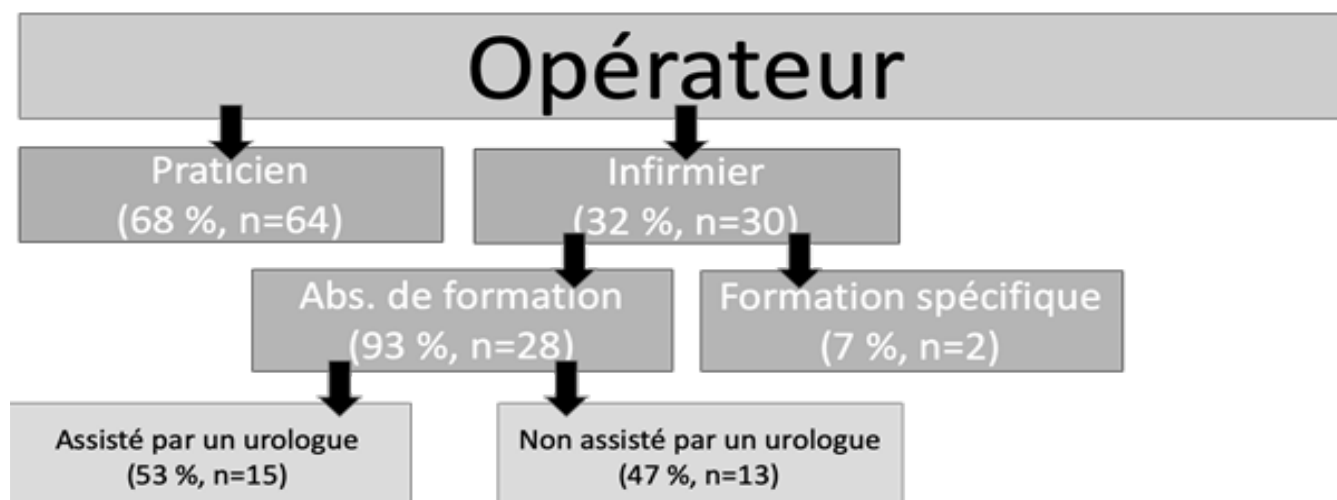 Opérateur
Praticien
(68 %, n=64)
Infirmier
(32 %, n=30)
Abs. de formation
(93 %, n=28)
Formation spécifique
(7 %, n=2)
Assisté par un urologue
(53 %, n=15)
Non assisté par un urologue
(47 %, n=13)